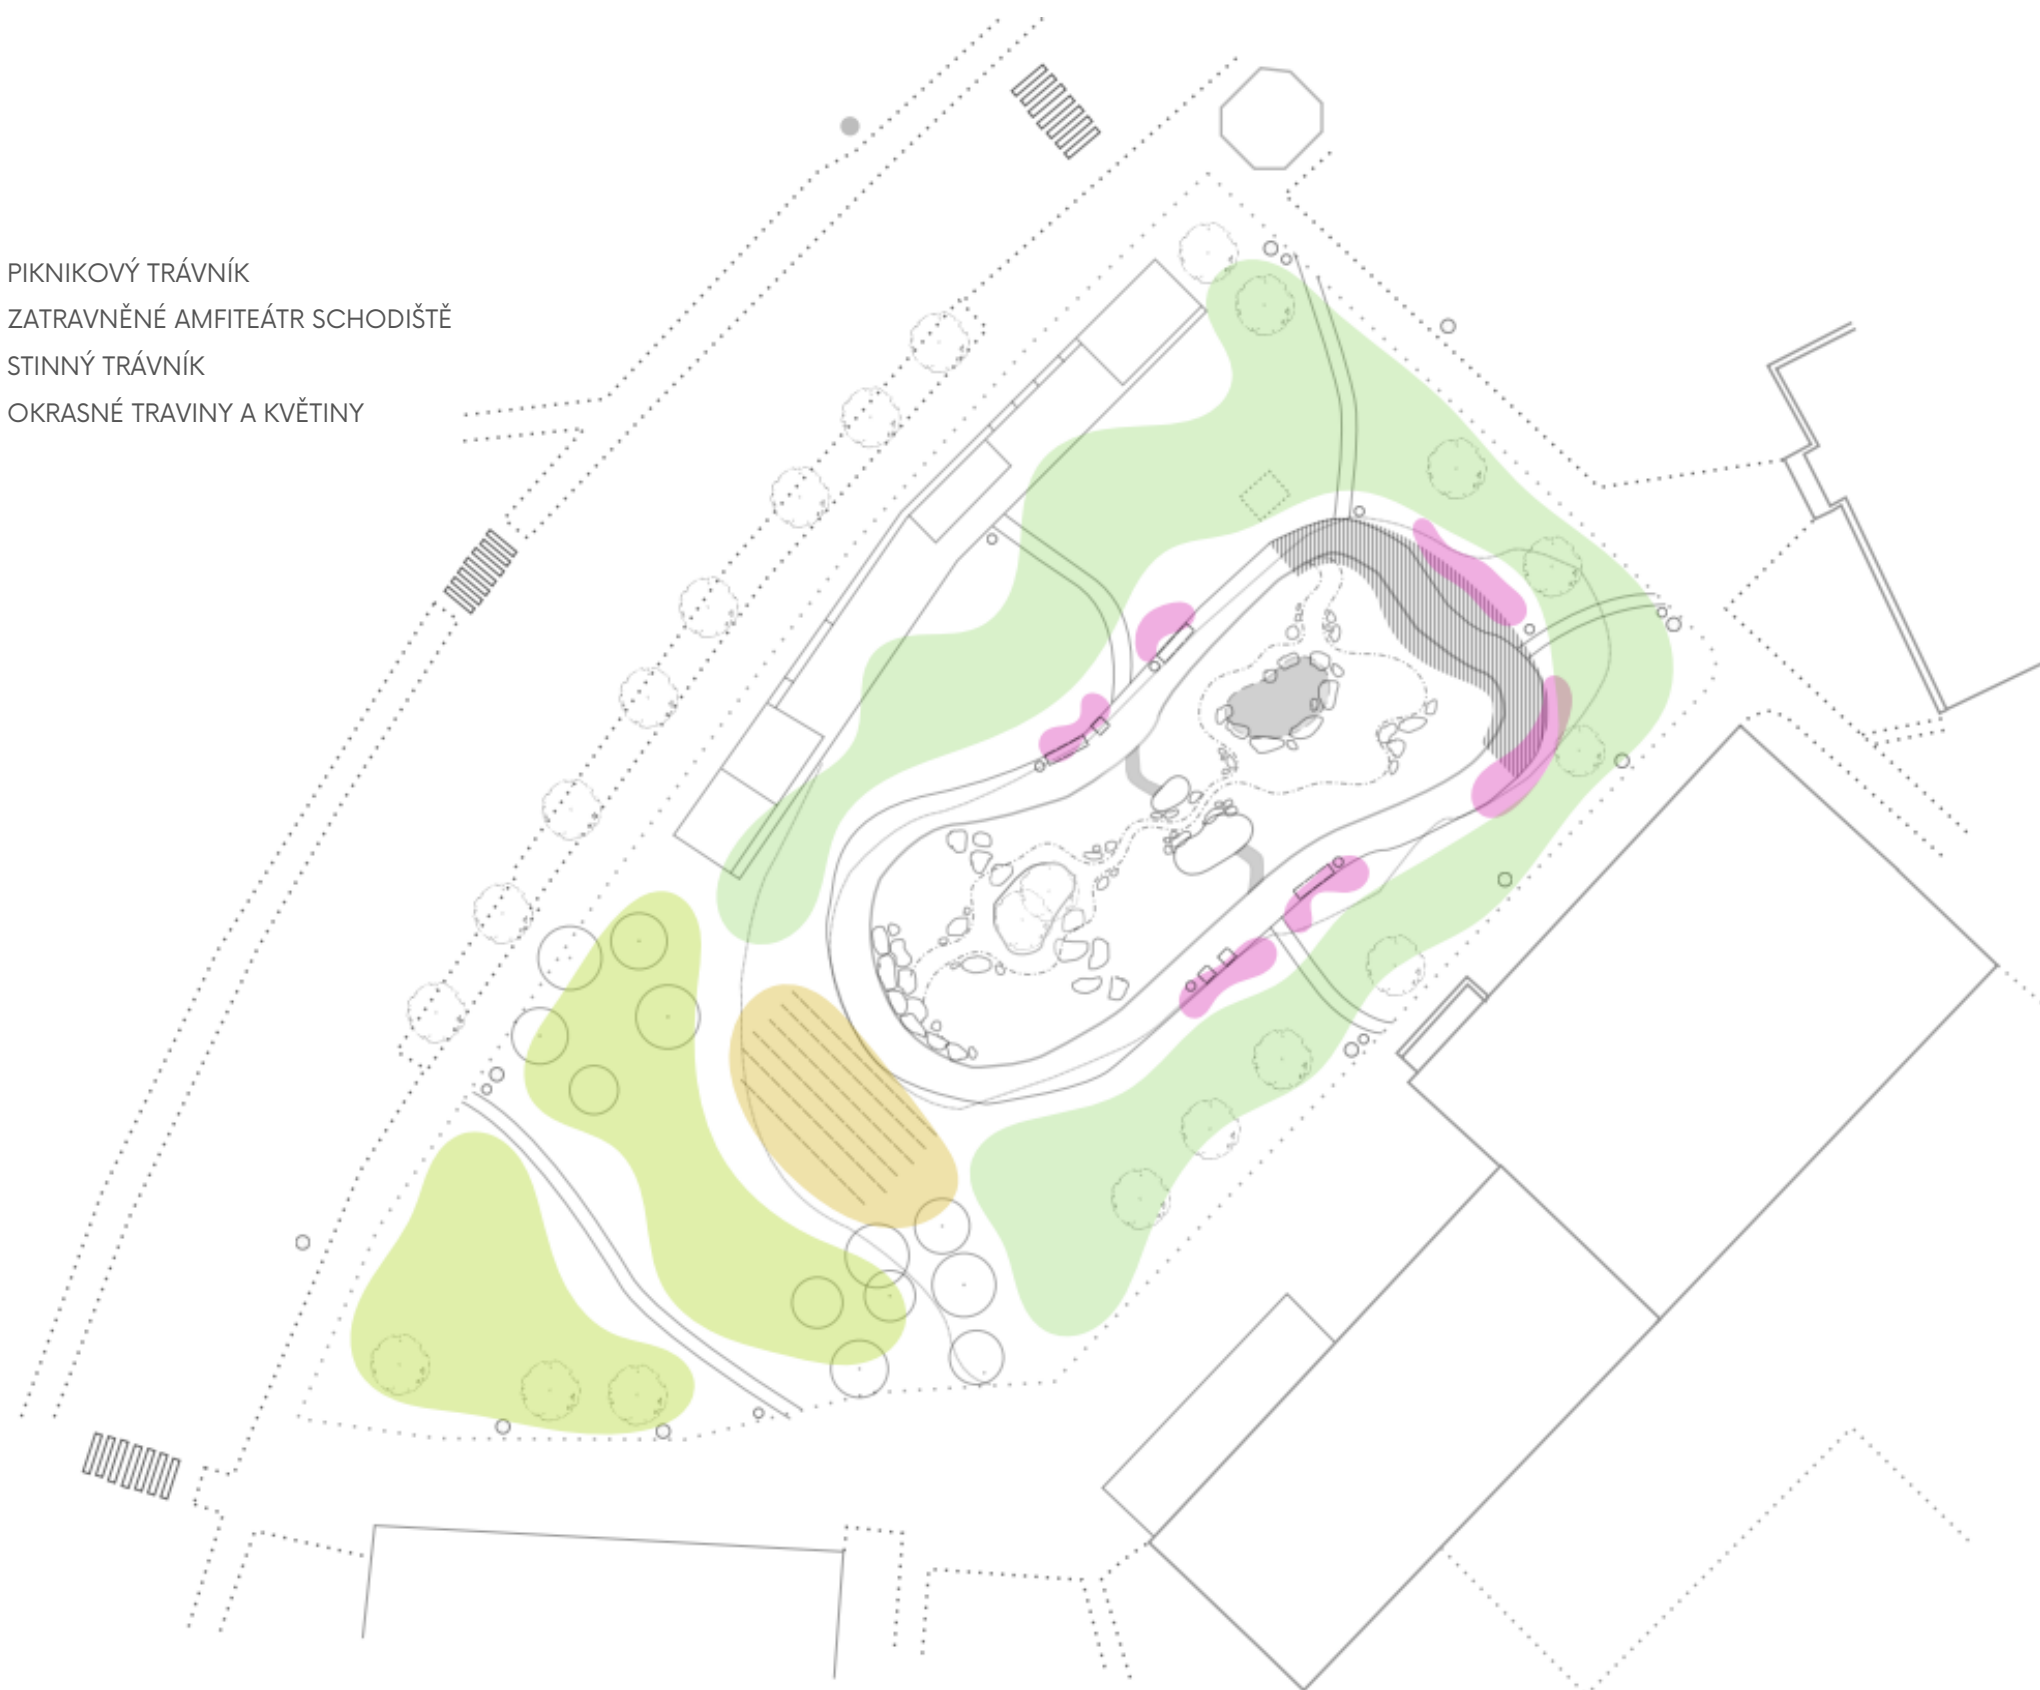 PIKNIKOVÝ TRÁVNÍK
ZATRAVNĚNÉ AMFITEÁTR SCHODIŠTĚ
STINNÝ TRÁVNÍK
OKRASNÉ TRAVINY A KVĚTINY